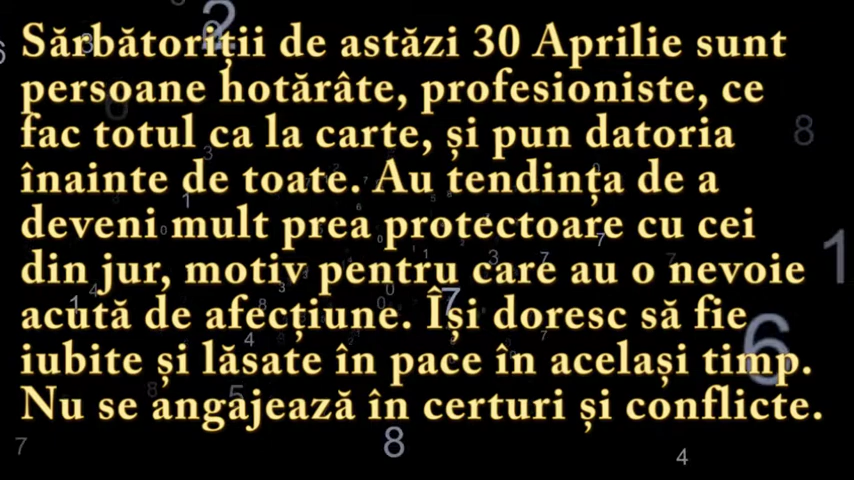 Sărbătoriții de astăzi 30 Aprilie sunt
persoane hotărâte, profesioniste, ce
fac totul ca la carte, și pun datoria
înainte de toate. Au tendința de a
deveni mult prea protectoare cu cei
din jur, motiv pentru care au o nevoie
acută de afecțiune. Își doresc să fie
iubite și lăsate în pace în același timp.
Nu se angajează în certuri și conflicte.